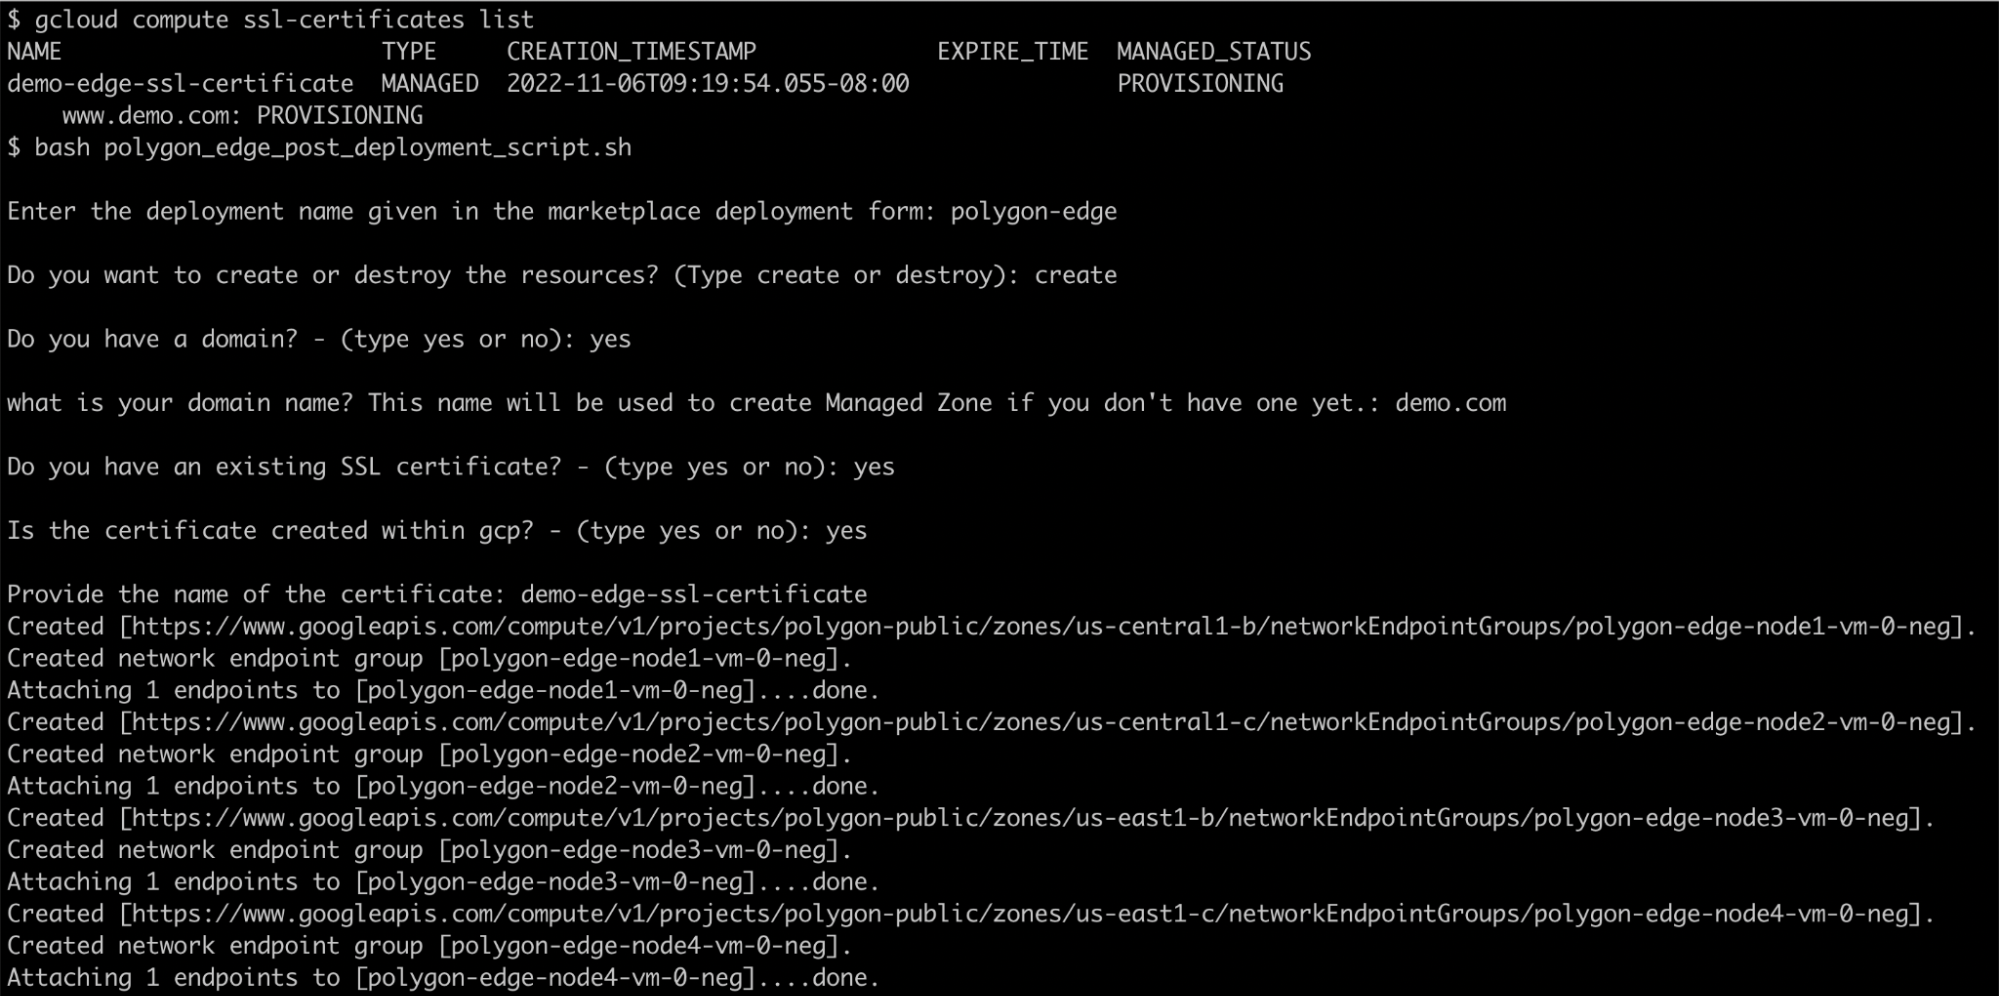 $ gcloud compute ssl-certificates list
NAME                       TYPE     CREATION_TIMESTAMP             EXPIRE_TIME  MANAGED_STATUS
demo-edge-ssl-certificate  MANAGED  2022-11-06T09:19:54.055-08:00               PROVISIONING
    www.demo.com: PROVISIONING
$ bash polygon_edge_post_deployment_script.sh
Enter the deployment name given in the marketplace deployment form: polygon-edge
Do you want to create or destroy the resources? (Type create or destroy): create
Do you have a domain? - (type yes or no): yes
what is your domain name? This name will be used to create Managed Zone if you don't have one yet.: demo.com
Do you have an existing SSL certificate? - (type yes or no): yes
Is the certificate created within gcp? - (type yes or no): yes
Provide the name of the certificate: demo-edge-ssl-certificate
Created [https://www.googleapis.com/compute/v1/projects/polygon-public/zones/us-central1-b/networkEndpointGroups/polygon-edge-node1-vm-0-neg].
Created network endpoint group [polygon-edge-node1-vm-0-neg].
Attaching 1 endpoints to [polygon-edge-node1-vm-0-neg]....done.
Created [https://www.googleapis.com/compute/v1/projects/polygon-public/zones/us-central1-c/networkEndpointGroups/polygon-edge-node2-vm-0-neg].
Created network endpoint group [polygon-edge-node2-vm-0-neg].
Attaching 1 endpoints to [polygon-edge-node2-vm-0-neg]....done.
Created [https://www.googleapis.com/compute/v1/projects/polygon-public/zones/us-east1-b/networkEndpointGroups/polygon-edge-node3-vm-0-neg].
Created network endpoint group [polygon-edge-node3-vm-0-neg].
Attaching 1 endpoints to [polygon-edge-node3-vm-0-neg]....done.
Created [https://www.googleapis.com/compute/v1/projects/polygon-public/zones/us-east1-c/networkEndpointGroups/polygon-edge-node4-vm-0-neg].
Created network endpoint group [polygon-edge-node4-vm-0-neg].
Attaching 1 endpoints to [polygon-edge-node4-vm-0-neg]....done.